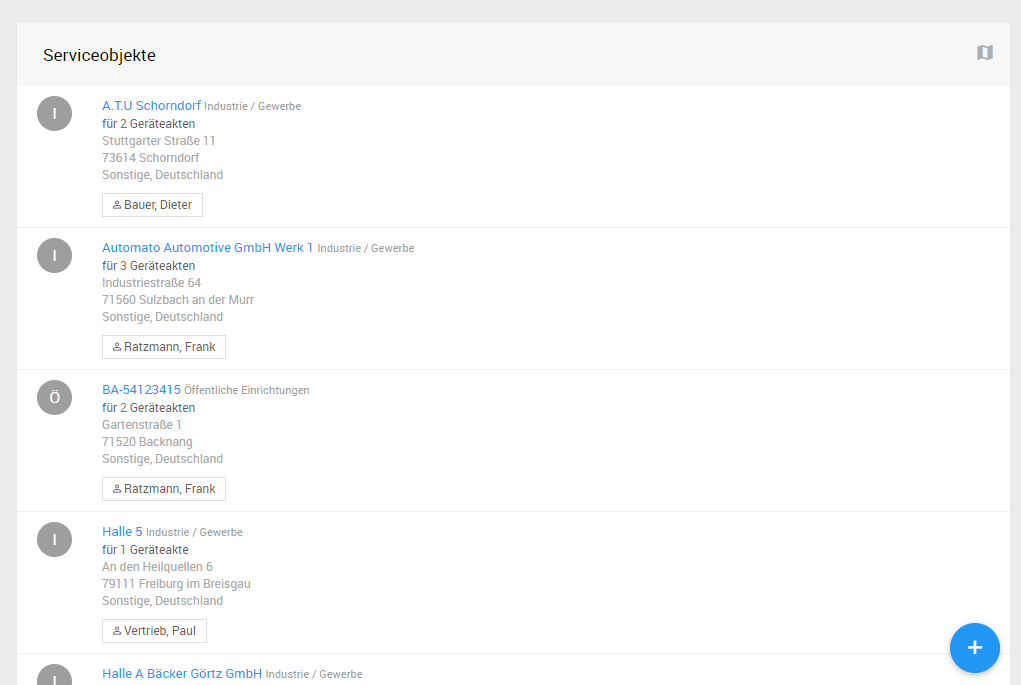 Serviceobjekte
I
A.T.U Schorndorf Industrie / Gewerbe
für 2 Geräteakten
Stuttgarter Straße 11
73614 Schorndorf
Sonstige, Deutschland
Bauer, Dieter
I
Automato Automotive GmbH Werk 1 Industrie / Gewerbe
für 3 Geräteakten
Industriestraße 64
71560 Sulzbach an der Murr
Sonstige, Deutschland
Ratzmann, Frank
Ö
BA-54123415 Öffentliche Einrichtungen
für 2 Geräteakten
Gartenstraße 1
71520 Backnang
Sonstige, Deutschland
Ratzmann, Frank
I
Halle 5 Industrie / Gewerbe
für 1 Geräteakte
An den Heilquellen 6
79111 Freiburg im Breisgau
Sonstige, Deutschland
Vertrieb, Paul
I
Halle A Bäcker Görtz GmbH Industrie / Gewerbe